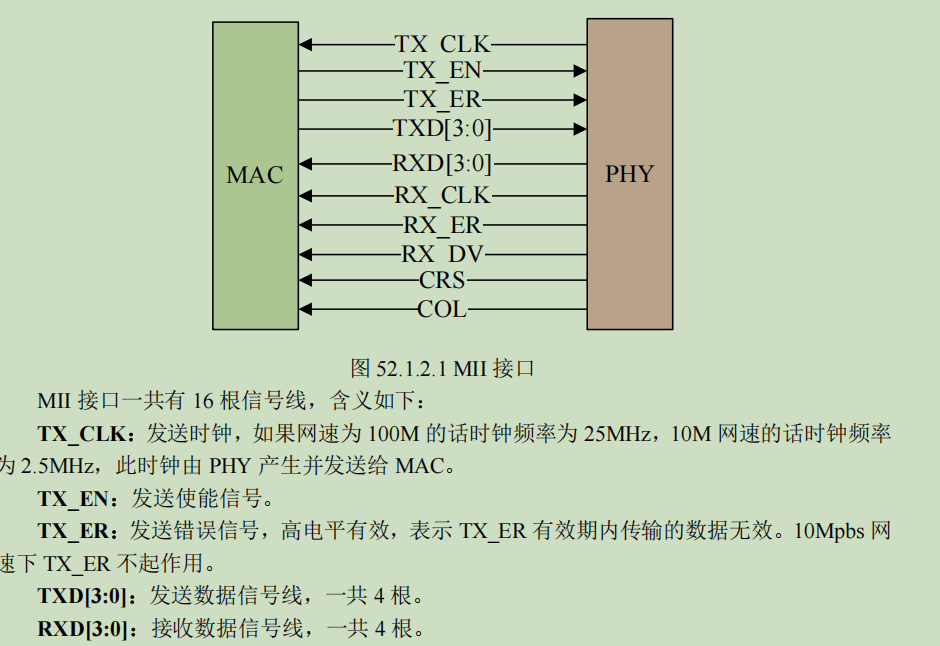 TX_CLK
TX_EN
TX_ER
TXD[3:0]
RXD[3:0]
MAC
PHY
RX_CLK
RX_ER
RX_DV
CRS
COL
图 52.1.2.1 MII 接口
MII 接口一共有 16 根信号线，含义如下：
TX_CLK：发送时钟，如果网速为 100M 的话时钟频率为 25MHz，10M 网速的话时钟频率
为 2.5MHz，此时钟由 PHY 产生并发送给 MAC。
TX_EN：发送使能信号。
TX_ER：发送错误信号，高电平有效，表示 TX_ER 有效期内传输的数据无效。10Mpbs 网
速下 TX_ER 不起作用。
TXD[3:0]：发送数据信号线，一共 4 根。
RXD[3:0]：接收数据信号线，一共 4 根。